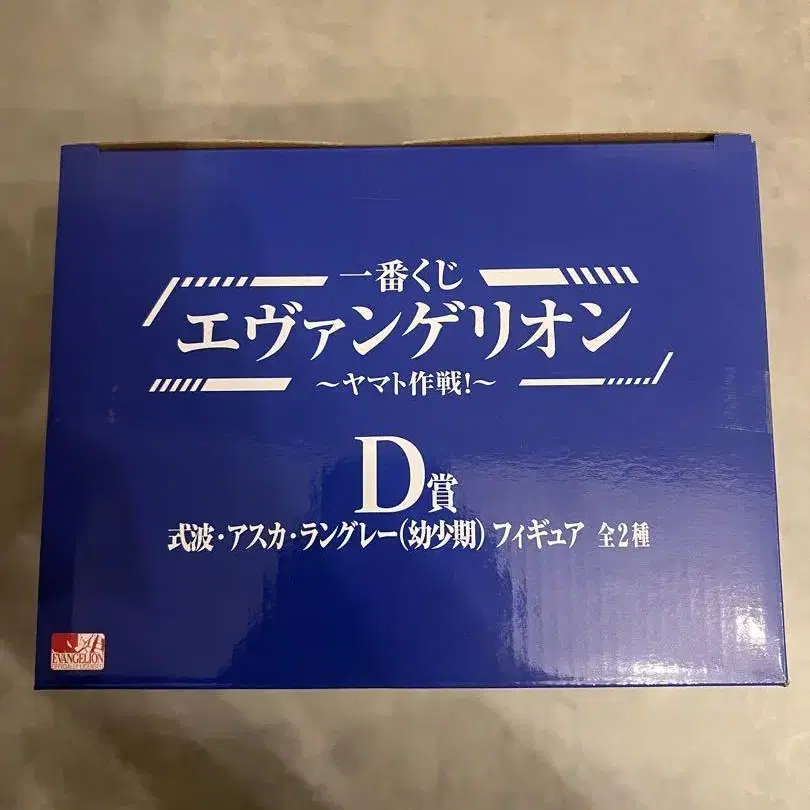 一番くじ
エヴァンゲリオン
～ヤマト作戦!～
D賞
式波・アスカ・ラングレー(幼少期) フィギュア 全2種
EVANGELION
OFFICIALLY LICENSED